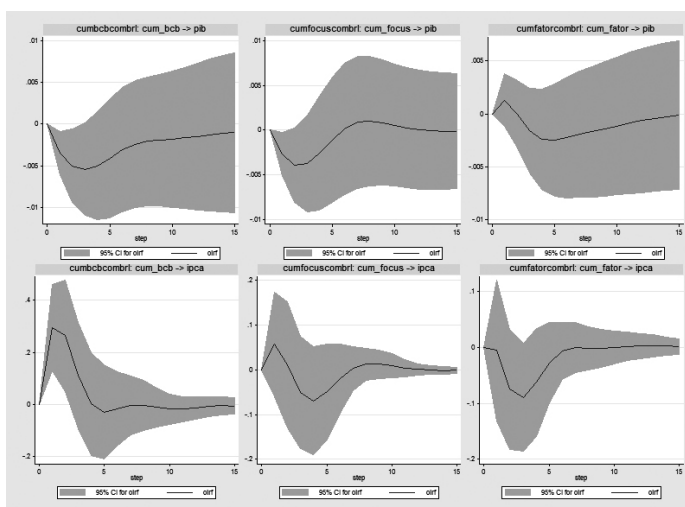 cumbcbcombrl: cum_bcb -> pib
cumfocuscombrl: cum_focus -> pib
cumfatorcombrl: cum_fator -> pib
.01
.005
0
-.005
-.01
0 5 10 15
step
95% CI for oirf oirf
.01
.005
0
-.005
-.01
0 5 10 15
step
95% CI for oirf oirf
.01
.005
0
-.005
-.01
0 5 10 15
step
95% CI for oirf oirf
cumbcbcombrl: cum_bcb -> ipca
cumfocuscombrl: cum_focus -> ipca
cumfatorcombrl: cum_fator -> ipca
.4
.2
0
-.2
0 5 10 15
step
95% CI for oirf oirf
.2
.1
0
-.1
-.2
0 5 10 15
step
95% CI for oirf oirf
.1
0
-.1
-.2
0 5 10 15
step
95% CI for oirf oirf